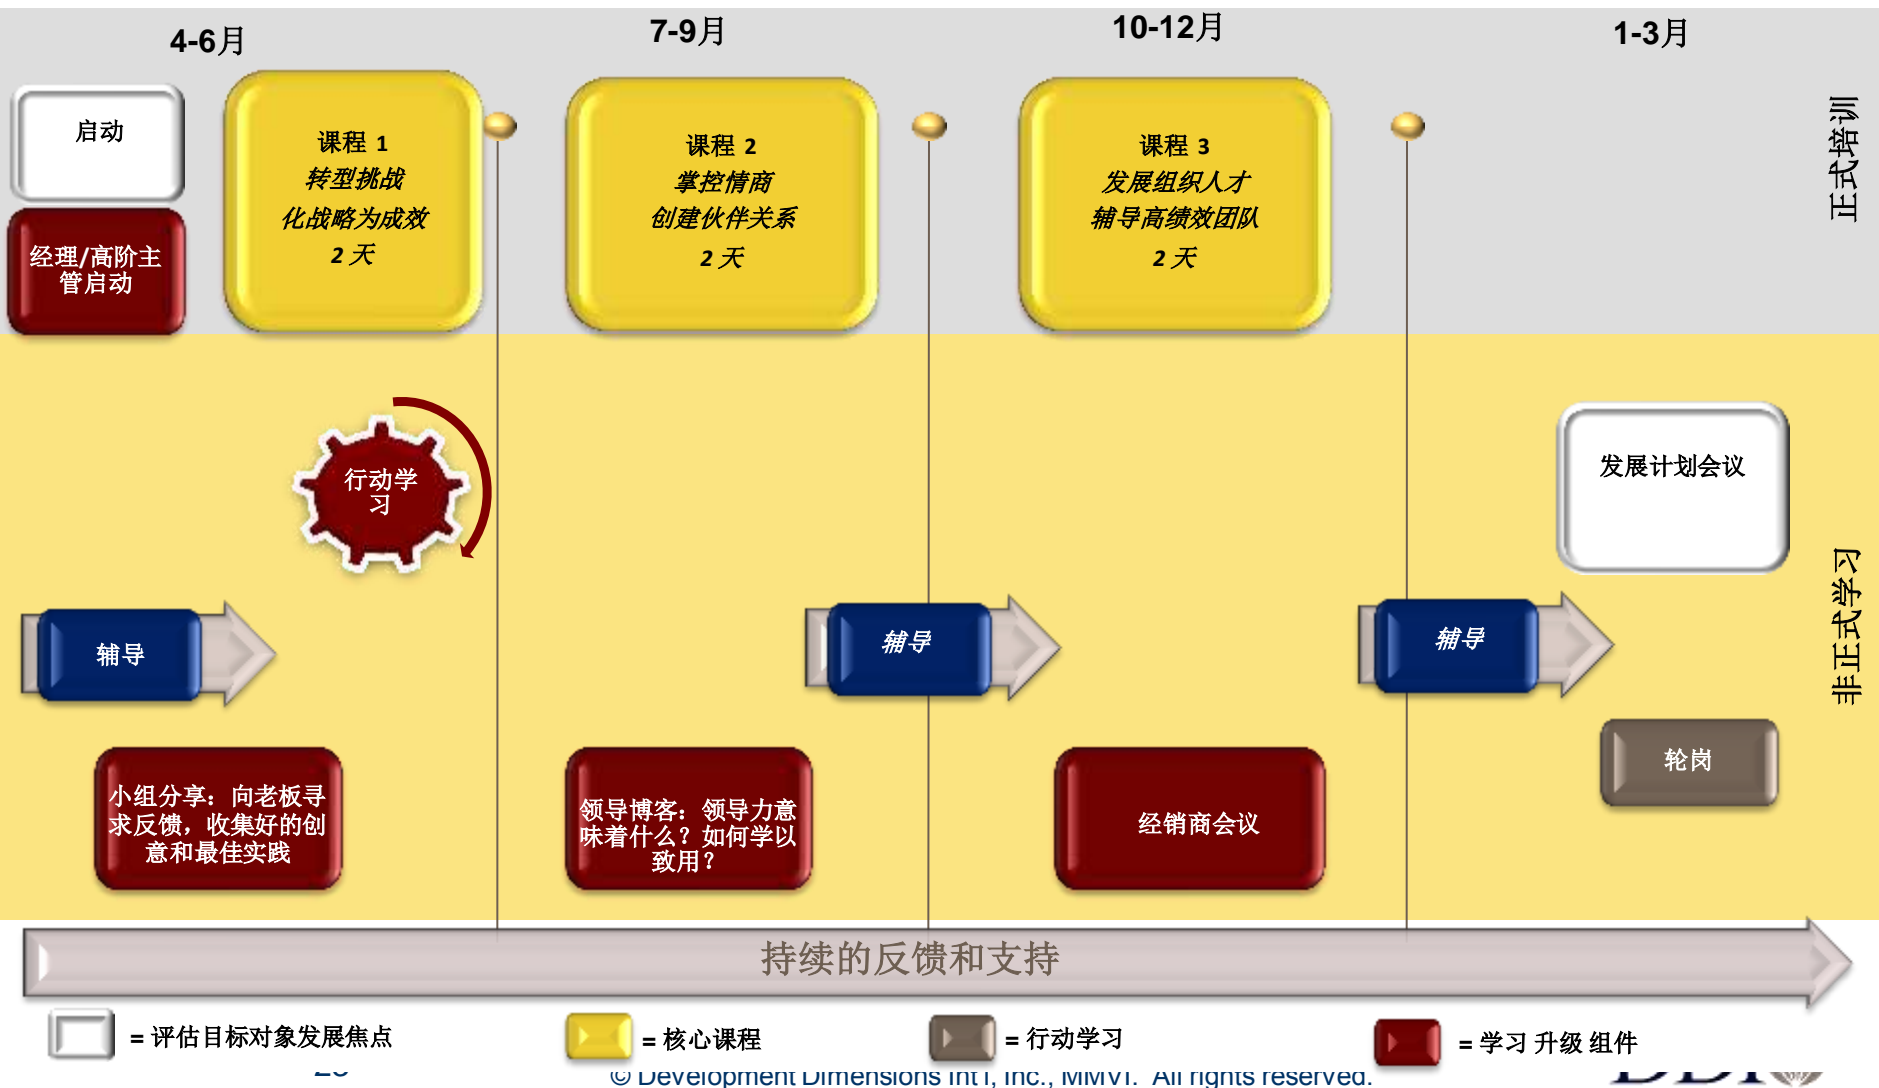 4-6月
7-9月
10-12月
1-3月
启动
经理/高阶主
管启动
课程 1
转型挑战
化战略为成效
2 天
课程 2
掌控情商
创建伙伴关系
2 天
课程 3
发展组织人才
辅导高绩效团队
2 天
正式培训
行动学
习
发展计划会议
非正式学习
辅导
辅导
辅导
轮岗
小组分享：向老板寻
求反馈，收集好的创
意和最佳实践
领导博客：领导力意
味着什么？如何学以
致用？
经销商会议
持续的反馈和支持
= 评估目标对象发展焦点
= 核心课程
= 行动学习
= 学习 升级 组件
© Development Dimensions Int'l, Inc., MMVI. All rights reserved.